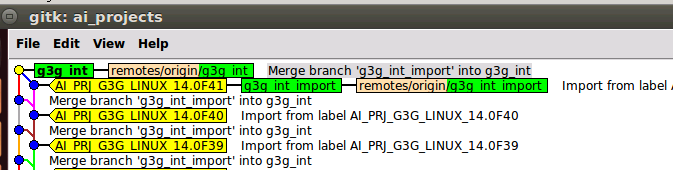 gitk: ai_projects
File Edit View Help
g3g_int remotes/origin/g3g_int Merge branch 'g3g_int_import' into g3g_int
AI_PRJ_G3G_LINUX_14.0F41 g3g_int_import remotes/origin/g3g_int_import Import from label A
Merge branch 'g3g_int_import' into g3g_int
AI_PRJ_G3G_LINUX_14.0F40 Import from label AI_PRJ_G3G_LINUX_14.0F40
Merge branch 'g3g_int_import' into g3g_int
AI_PRJ_G3G_LINUX_14.0F39 Import from label AI_PRJ_G3G_LINUX_14.0F39
Merge branch 'g3g_int_import' into g3g_int